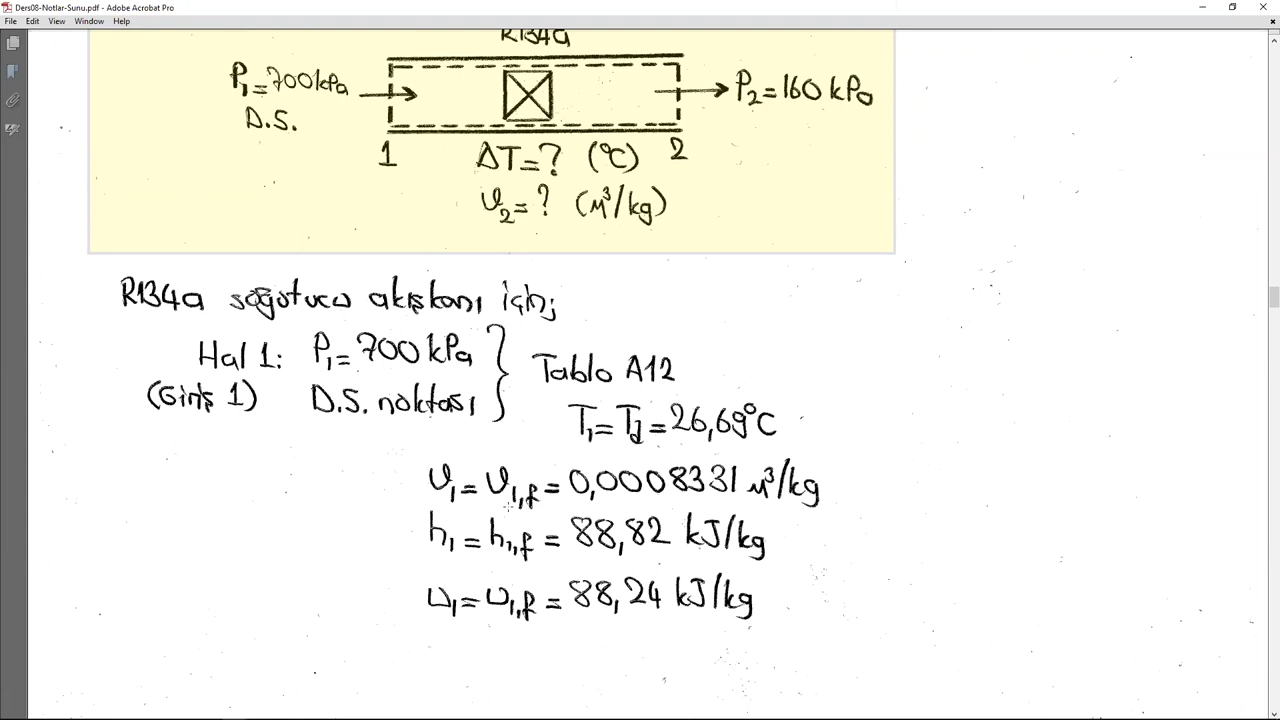 Ders08-Notlar-Sunu.pdf - Adobe Acrobat Pro
File Edit View Window Help
R134a
P₁=700kPa
D.S.
P₂=160kPa
1 ΔT=? (°C) 2
υ₂=? (m³/kg)
R134a soğutucu akışkanı için;
Hal 1: P₁=700 kPa
(Giriş 1) D.S. noktası
Tablo A12
T₁=Td=26,69°C
υ₁=υ₁,f=0,0008331 m³/kg
h₁=h₁,f=88,82 kJ/kg
u₁=u₁,f=88,24 kJ/kg